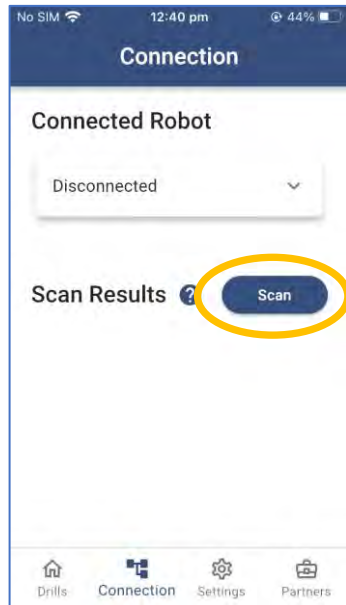 No SIM 12:40 pm 44%
Connection
Connected Robot
Disconnected
Scan Results ? Scan
Drills Connection Settings Partners